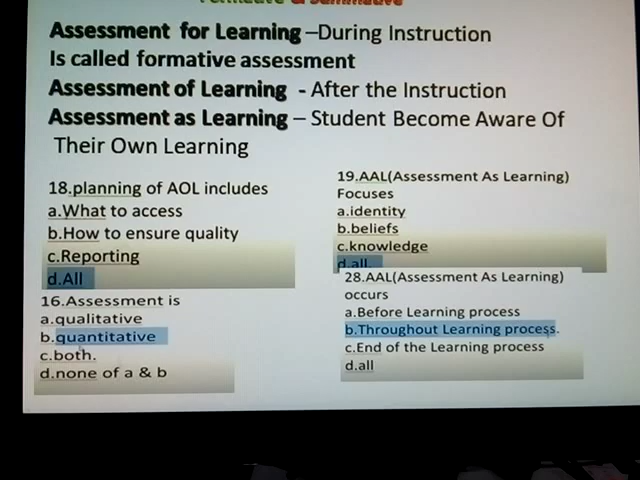 Formative & Summative
Assessment for Learning –During Instruction
Is called formative assessment
Assessment of Learning - After the Instruction
Assessment as Learning – Student Become Aware Of
Their Own Learning
18.planning of AOL includes
a.What to access
b.How to ensure quality
c.Reporting
d.All
16.Assessment is
a.qualitative
b.quantitative
c.both.
d.none of a & b
19.AAL(Assessment As Learning)
Focuses
a.identity
b.beliefs
c.knowledge
d.all.
28.AAL(Assessment As Learning)
occurs
a.Before Learning process
b.Throughout Learning process.
c.End of the Learning process
d.all